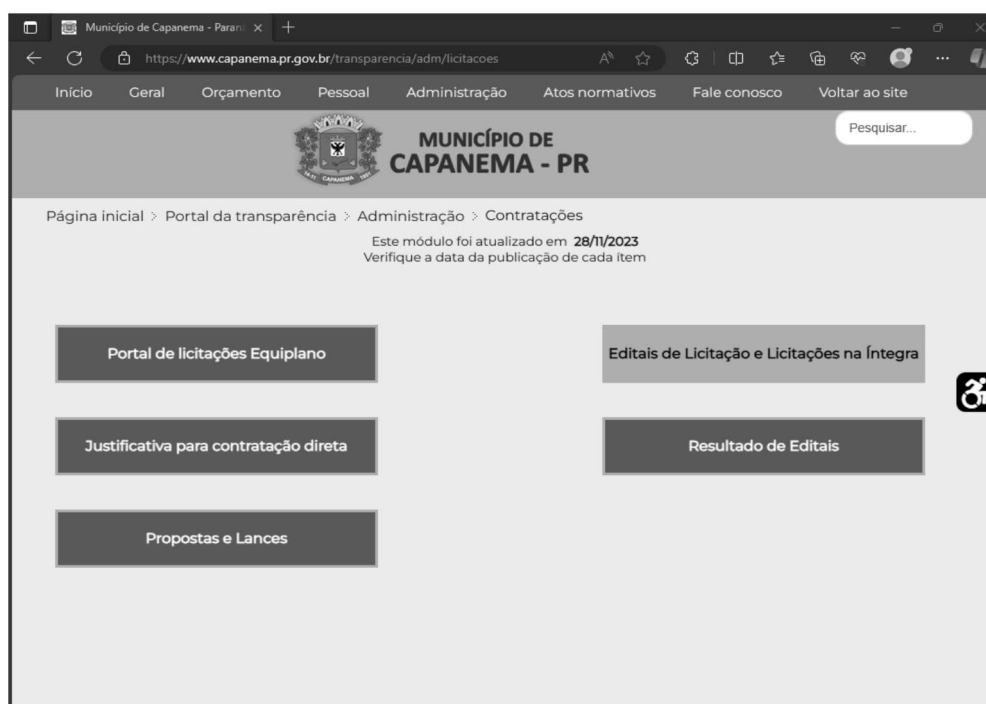 Município de Capanema - Paran
https://www.capanema.pr.gov.br/transparencia/adm/licitacoes
Início Geral Orçamento Pessoal Administração Atos normativos Fale conosco Voltar ao site
Pesquisar...
MUNICÍPIO DE
CAPANEMA - PR
Página inicial > Portal da transparência > Administração > Contratações
Este módulo foi atualizado em 28/11/2023
Verifique a data da publicação de cada ítem
Portal de licitações Equiplano
Editais de Licitação e Licitações na Íntegra
Justificativa para contratação direta
Resultado de Editais
Propostas e Lances